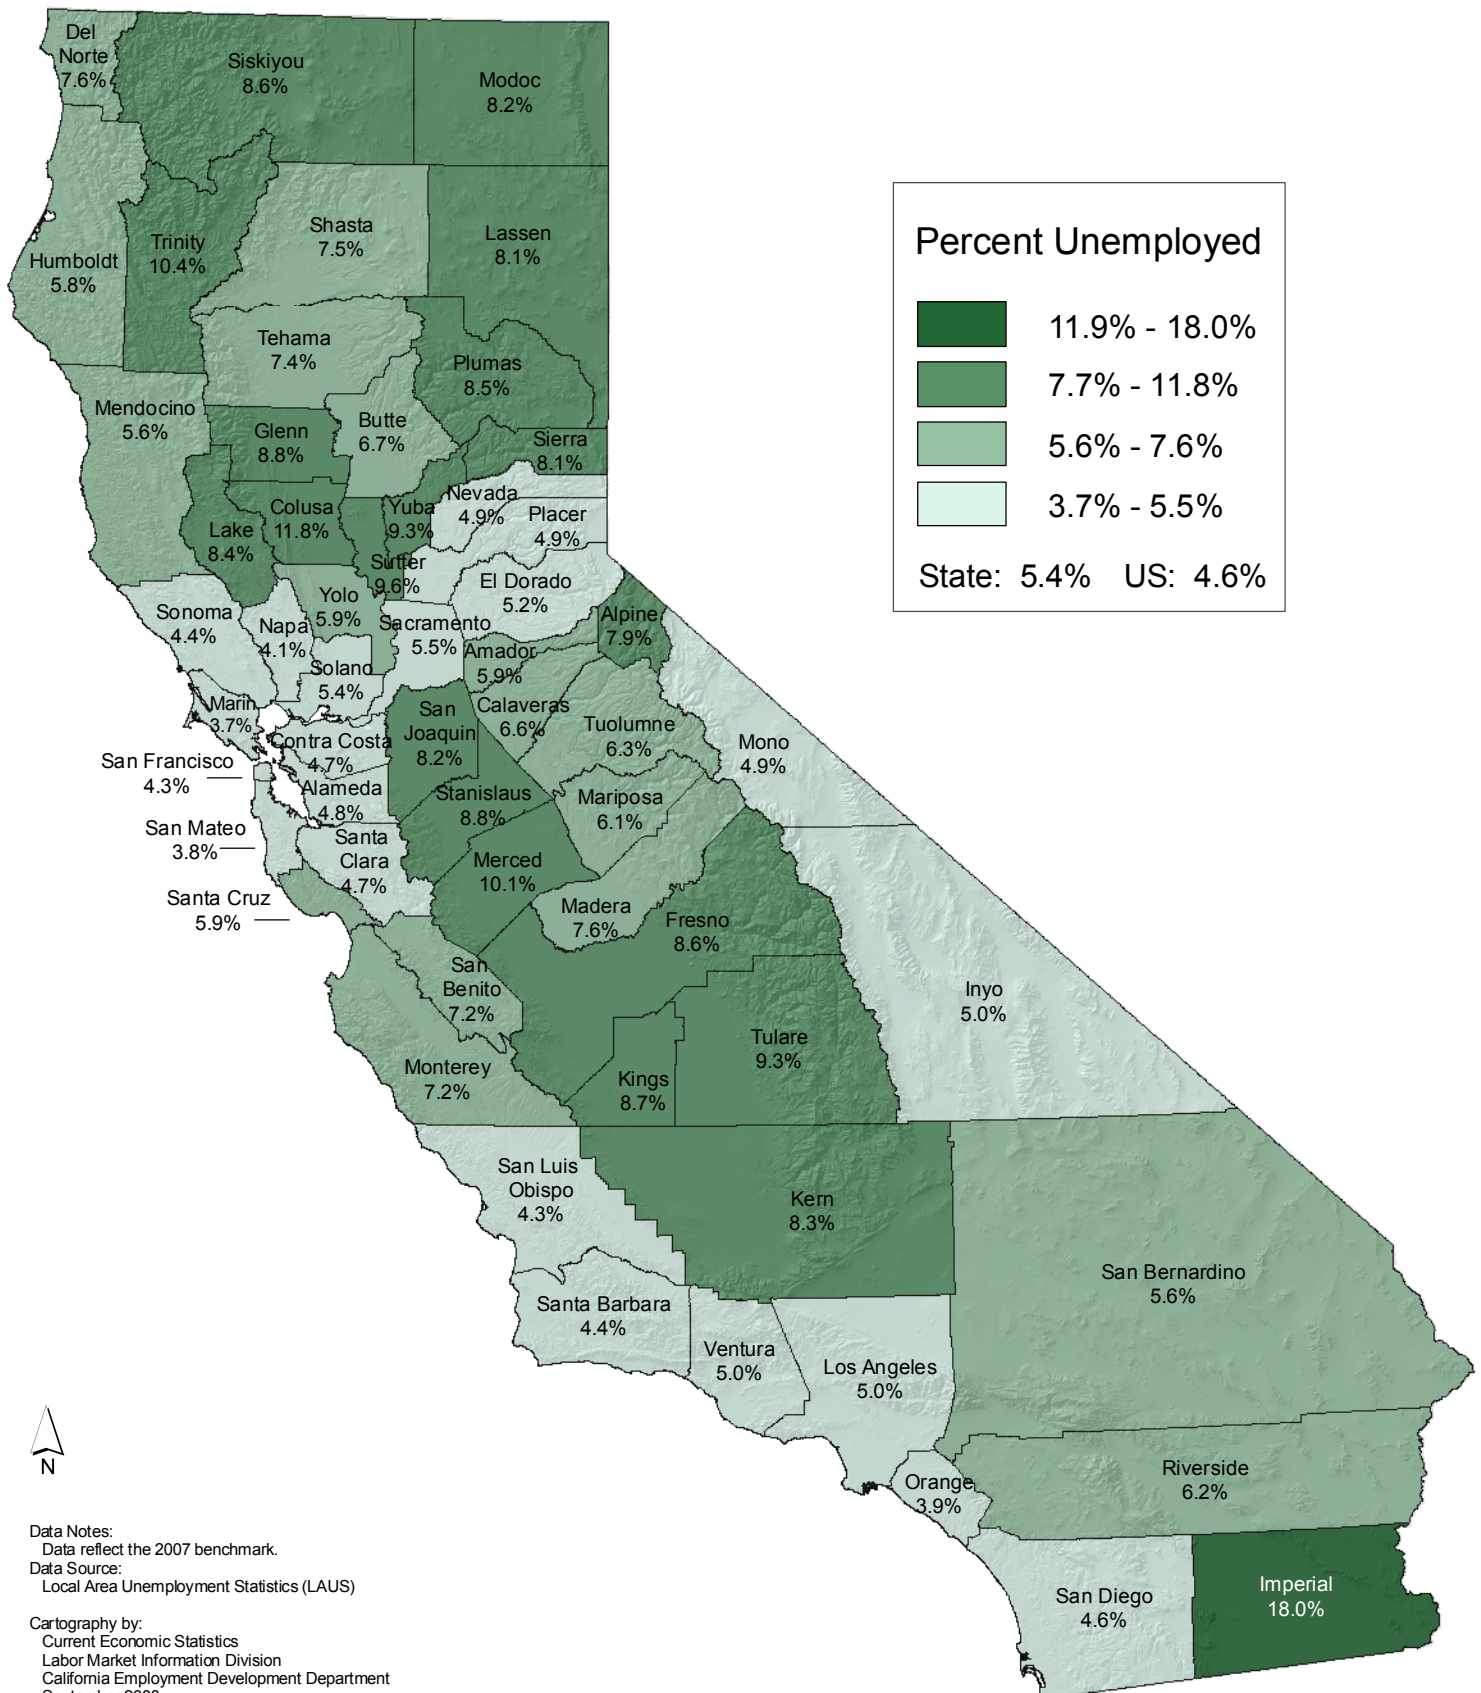 Del
Norte
7.6%
Siskiyou
8.6%
Modoc
8.2%
Humboldt
5.8%
Trinity
10.4%
Shasta
7.5%
Lassen
8.1%
Tehama
7.4%
Plumas
8.5%
Mendocino
5.6%
Glenn
8.8%
Butte
6.7%
Sierra
8.1%
Lake
8.4%
Colusa
11.8%
Yuba
9.3%
Nevada
4.9%
Placer
4.9%
Sutter
9.6%
El Dorado
5.2%
Sonoma
4.4%
Napa
4.1%
Yolo
5.9%
Sacramento
5.5%
Alpine
7.9%
Amador
5.9%
Solano
5.4%
Marin
3.7%
San
Joaquin
8.2%
Calaveras
6.6%
Tuolumne
6.3%
Mono
4.9%
Contra Costa
4.7%
San Francisco
4.3%
Alameda
4.8%
Stanislaus
8.8%
Mariposa
6.1%
San Mateo
3.8%
Santa
Clara
4.7%
Merced
10.1%
Santa Cruz
5.9%
Madera
7.6%
Fresno
8.6%
San
Benito
7.2%
Inyo
5.0%
Monterey
7.2%
Kings
8.7%
Tulare
9.3%
San Luis
Obispo
4.3%
Kern
8.3%
San Bernardino
5.6%
Santa Barbara
4.4%
Ventura
5.0%
Los Angeles
5.0%
Orange
3.9%
Riverside
6.2%
San Diego
4.6%
Imperial
18.0%
Percent Unemployed
11.9% - 18.0%
7.7% - 11.8%
5.6% - 7.6%
3.7% - 5.5%
State: 5.4% US: 4.6%
N
Data Notes:
Data reflect the 2007 benchmark.
Data Source:
Local Area Unemployment Statistics (LAUS)
Cartography by:
Current Economic Statistics
Labor Market Information Division
California Employment Development Department